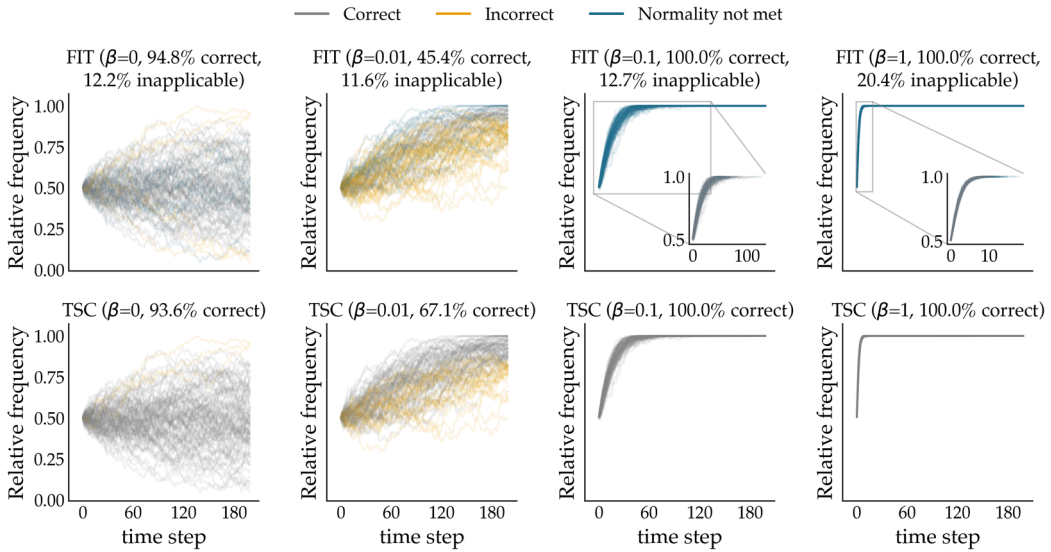 Correct Incorrect Normality not met
FIT (β=0, 94.8% correct,
12.2% inapplicable)
FIT (β=0.01, 45.4% correct,
11.6% inapplicable)
FIT (β=0.1, 100.0% correct,
12.7% inapplicable)
FIT (β=1, 100.0% correct,
20.4% inapplicable)
Relative frequency
1.00
0.75
0.50
0.25
0.00
Relative frequency
Relative frequency
1.0
0.5
0 100
Relative frequency
1.0
0.5
0 10
TSC (β=0, 93.6% correct)
TSC (β=0.01, 67.1% correct)
TSC (β=0.1, 100.0% correct)
TSC (β=1, 100.0% correct)
Relative frequency
1.00
0.75
0.50
0.25
0.00
0 60 120 180
time step
Relative frequency
0 60 120 180
time step
Relative frequency
0 60 120 180
time step
Relative frequency
0 60 120 180
time step